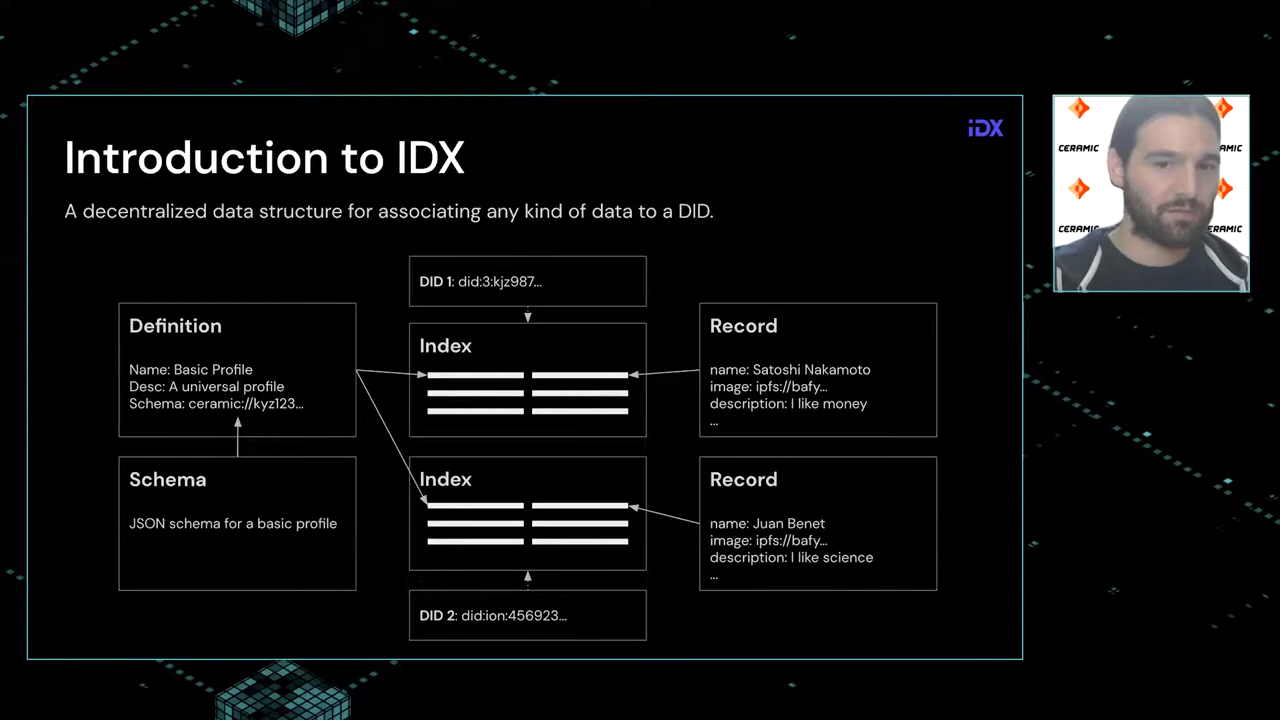 iDX
Introduction to IDX
A decentralized data structure for associating any kind of data to a DID.
DID 1: did:3:kjz987...
Definition
Name: Basic Profile
Desc: A universal profile
Schema: ceramic://kyz123...
Index
Record
name: Satoshi Nakamoto
image: ipfs://bafy...
description: I like money
...
Schema
JSON schema for a basic profile
Index
Record
name: Juan Benet
image: ipfs://bafy...
description: I like science
...
DID 2: did:ion:456923...
CERAMIC
CERAMIC
CERAMIC
CERAMIC